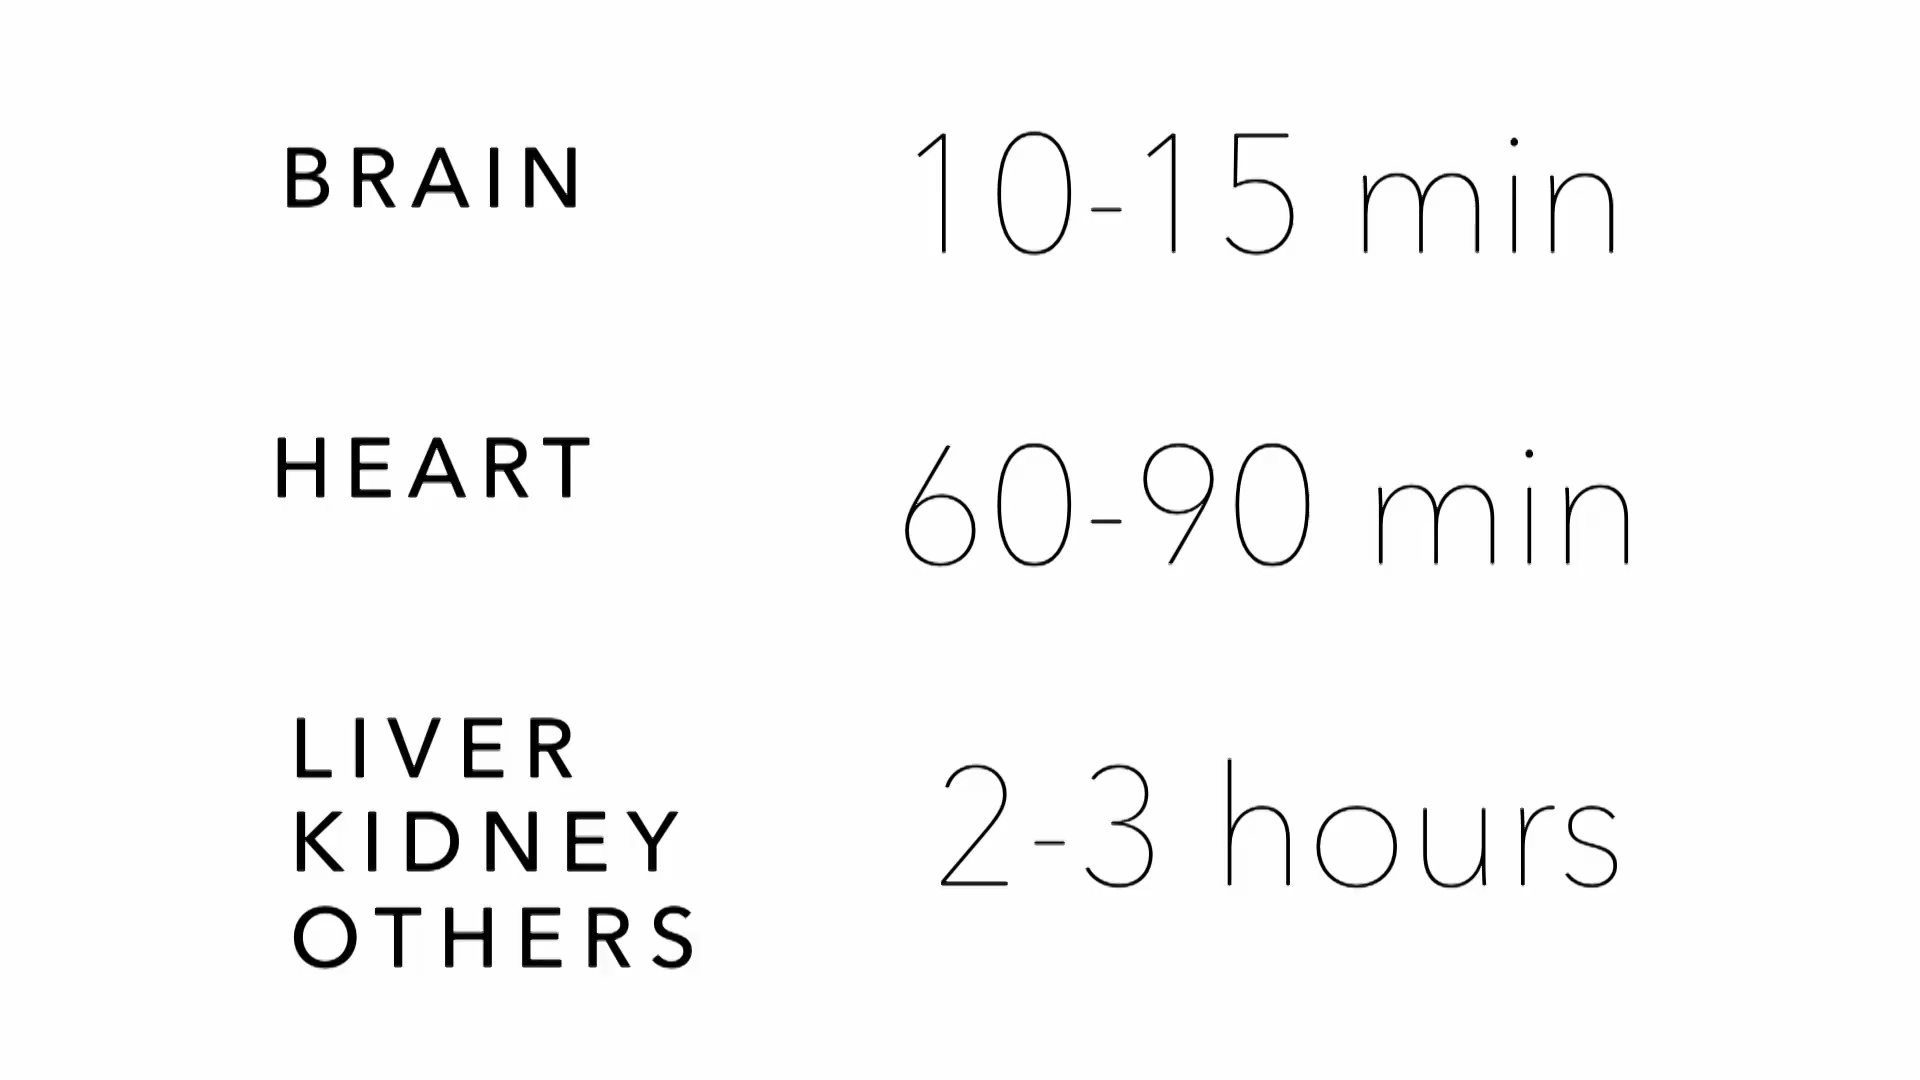 BRAIN
10-15 min
HEART
60-90 min
LIVER
KIDNEY
OTHERS
2-3 hours